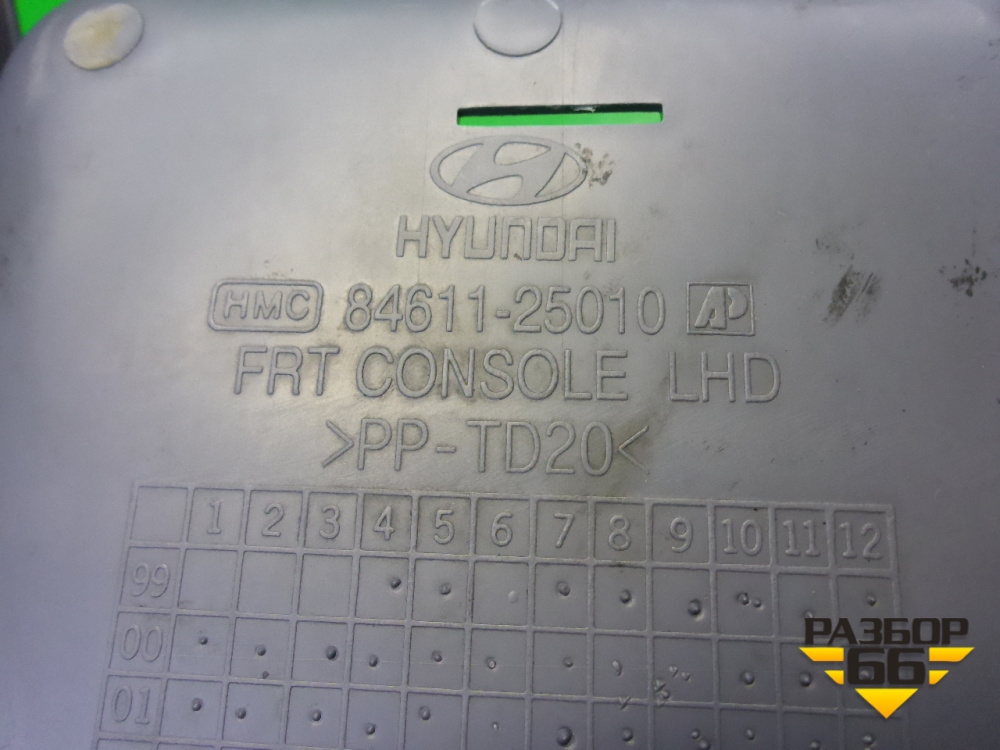 HYUNDAI
HMC 84611-25010 AP
FRT CONSOLE LHD
>PP-TD20<
1 2 3 4 5 6 7 8 9 10 11 12
99
00
01
РАЗБОР
66